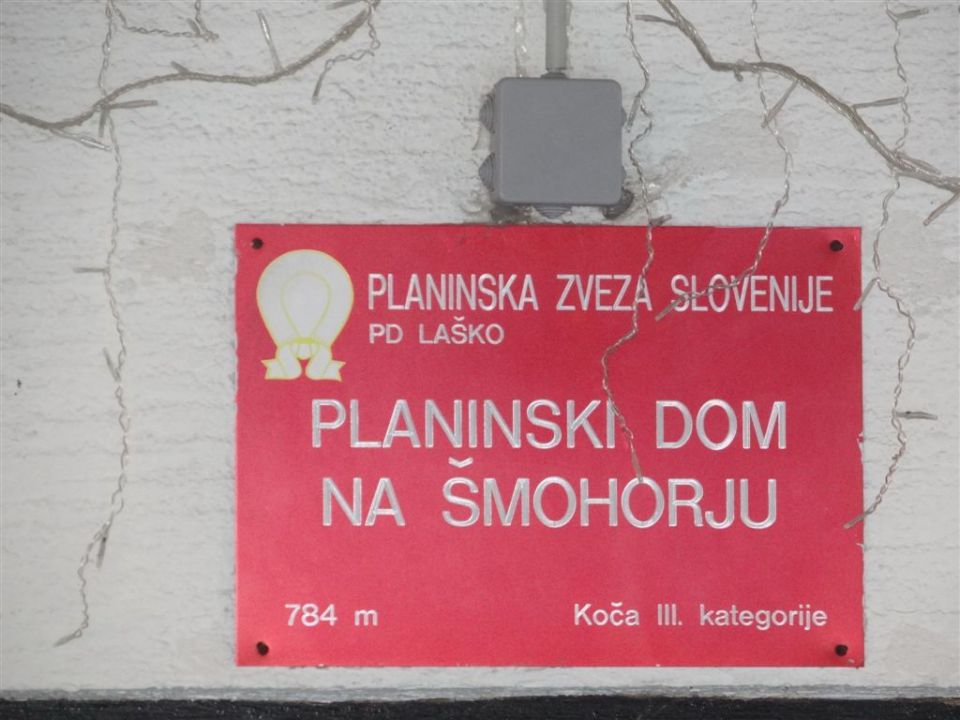 PLANINSKA ZVEZA SLOVENIJE
PD LAŠKO
PLANINSKI DOM
NA ŠMOHORJU
784 m Koča III. kategorije